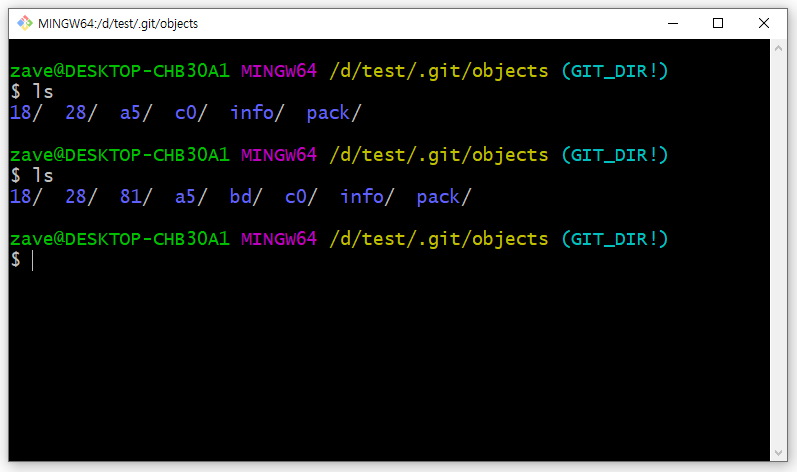 MINGW64:/d/test/.git/objects
zave@DESKTOP-CHB30A1 MINGW64 /d/test/.git/objects (GIT_DIR!)
$ ls
18/  28/  a5/  c0/  info/  pack/
zave@DESKTOP-CHB30A1 MINGW64 /d/test/.git/objects (GIT_DIR!)
$ ls
18/  28/  81/  a5/  bd/  c0/  info/  pack/
zave@DESKTOP-CHB30A1 MINGW64 /d/test/.git/objects (GIT_DIR!)
$